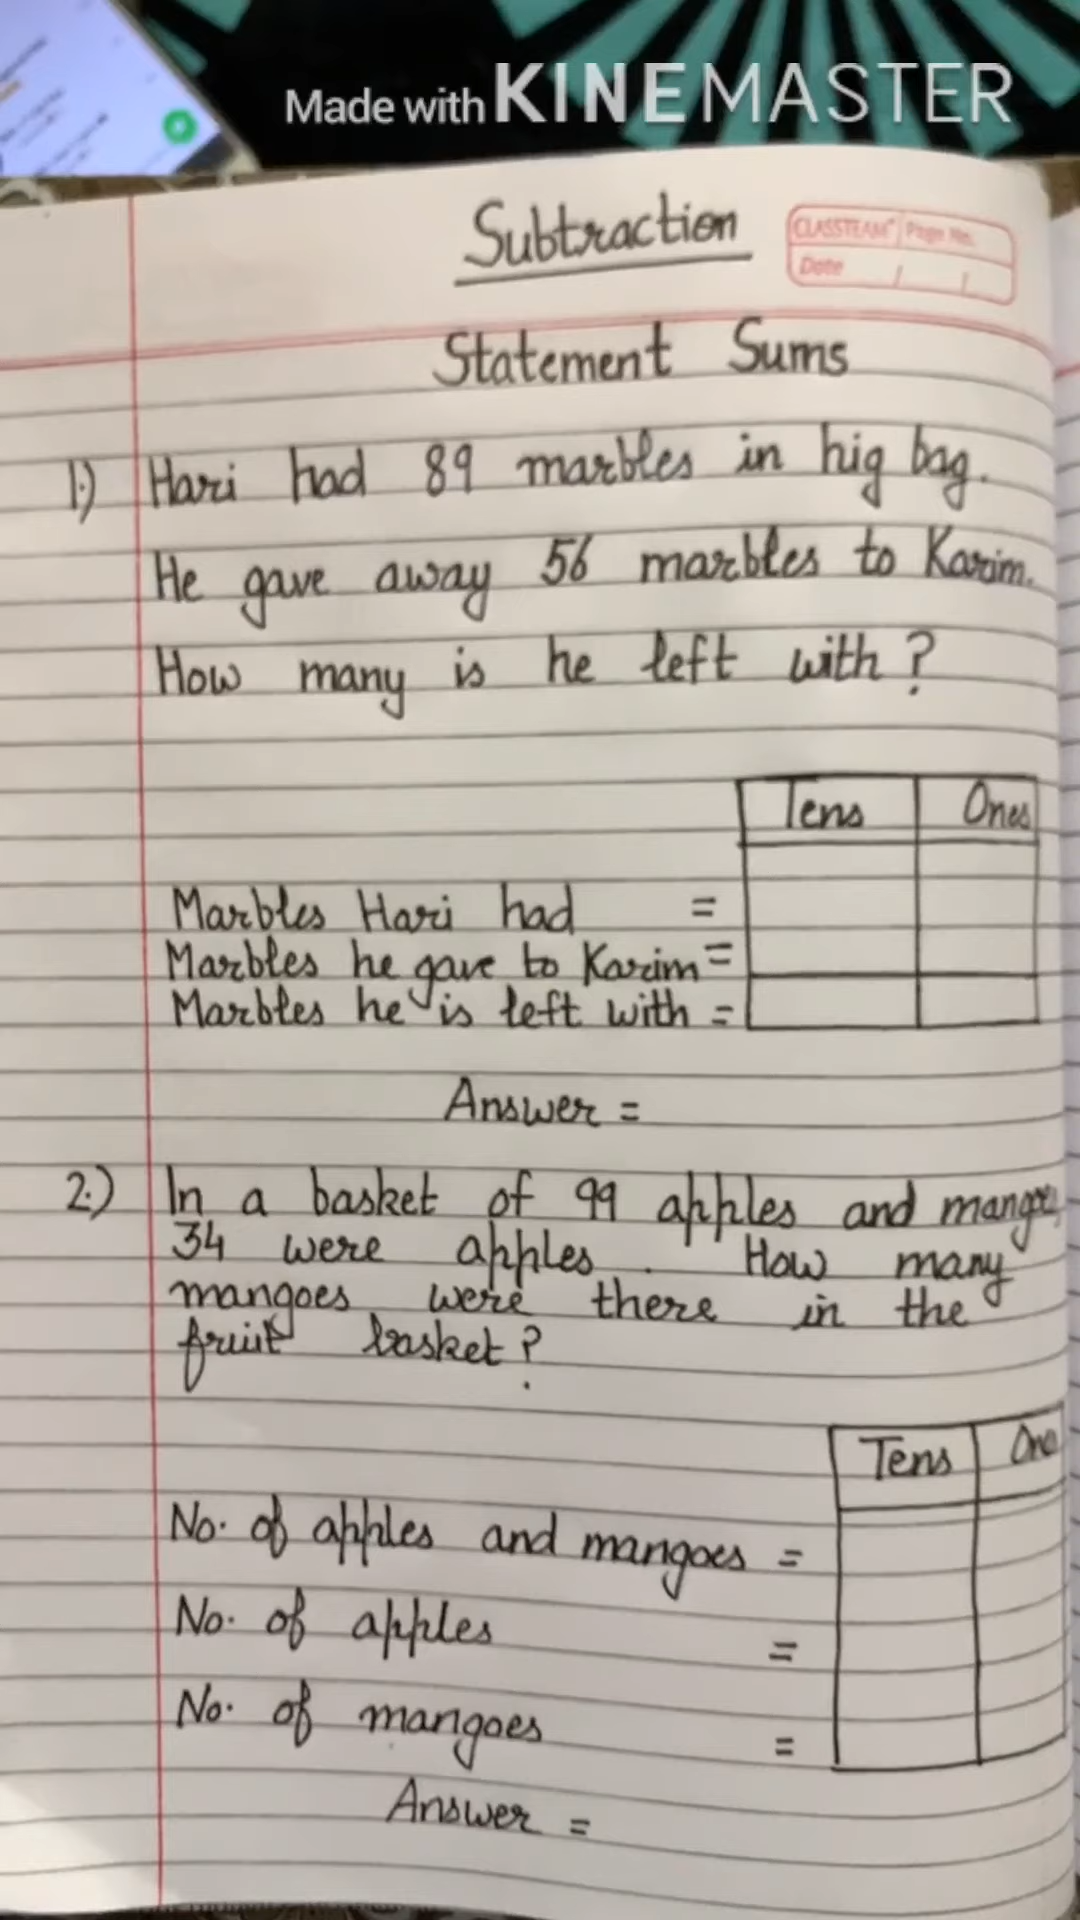 Made with KINEMASTER
Subtraction
CLASSTEAM Page No.
Date / /
Statement Sums
1.) Hari had 89 marbles in hig bag.
He gave away 56 marbles to Karim.
How many is he left with?
Tens Ones
Marbles Hari had =
Marbles he gave to Karim =
Marbles he is left with =
Answer =
2.) In a basket of 99 apples and mangoes,
34 were apples. How many
mangoes were there in the
fruit basket?
Tens One
No. of apples and mangoes =
No. of apples =
No. of mangoes =
Answer =